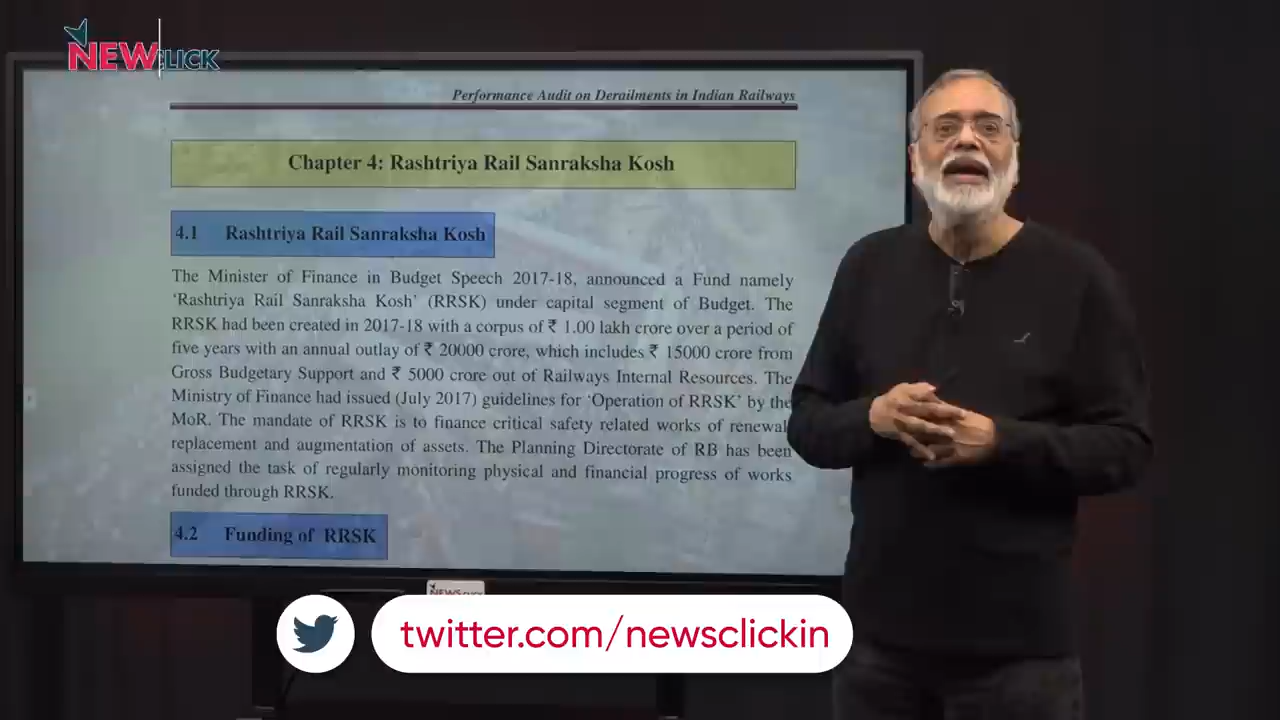 NEWSCLICK
Performance Audit on Derailments in Indian Railways
Chapter 4: Rashtriya Rail Sanraksha Kosh
4.1 Rashtriya Rail Sanraksha Kosh
The Minister of Finance in Budget Speech 2017-18, announced a Fund namely
‘Rashtriya Rail Sanraksha Kosh’ (RRSK) under capital segment of Budget. The
RRSK had been created in 2017-18 with a corpus of ₹ 1.00 lakh crore over a period of
five years with an annual outlay of ₹ 20000 crore, which includes ₹ 15000 crore from
Gross Budgetary Support and ₹ 5000 crore out of Railways Internal Resources. The
Ministry of Finance had issued (July 2017) guidelines for ‘Operation of RRSK’ by the
MoR. The mandate of RRSK is to finance critical safety related works of renewal
replacement and augmentation of assets. The Planning Directorate of RB has been
assigned the task of regularly monitoring physical and financial progress of works
funded through RRSK.
4.2 Funding of RRSK
NEWSCLICK
twitter.com/newsclickin